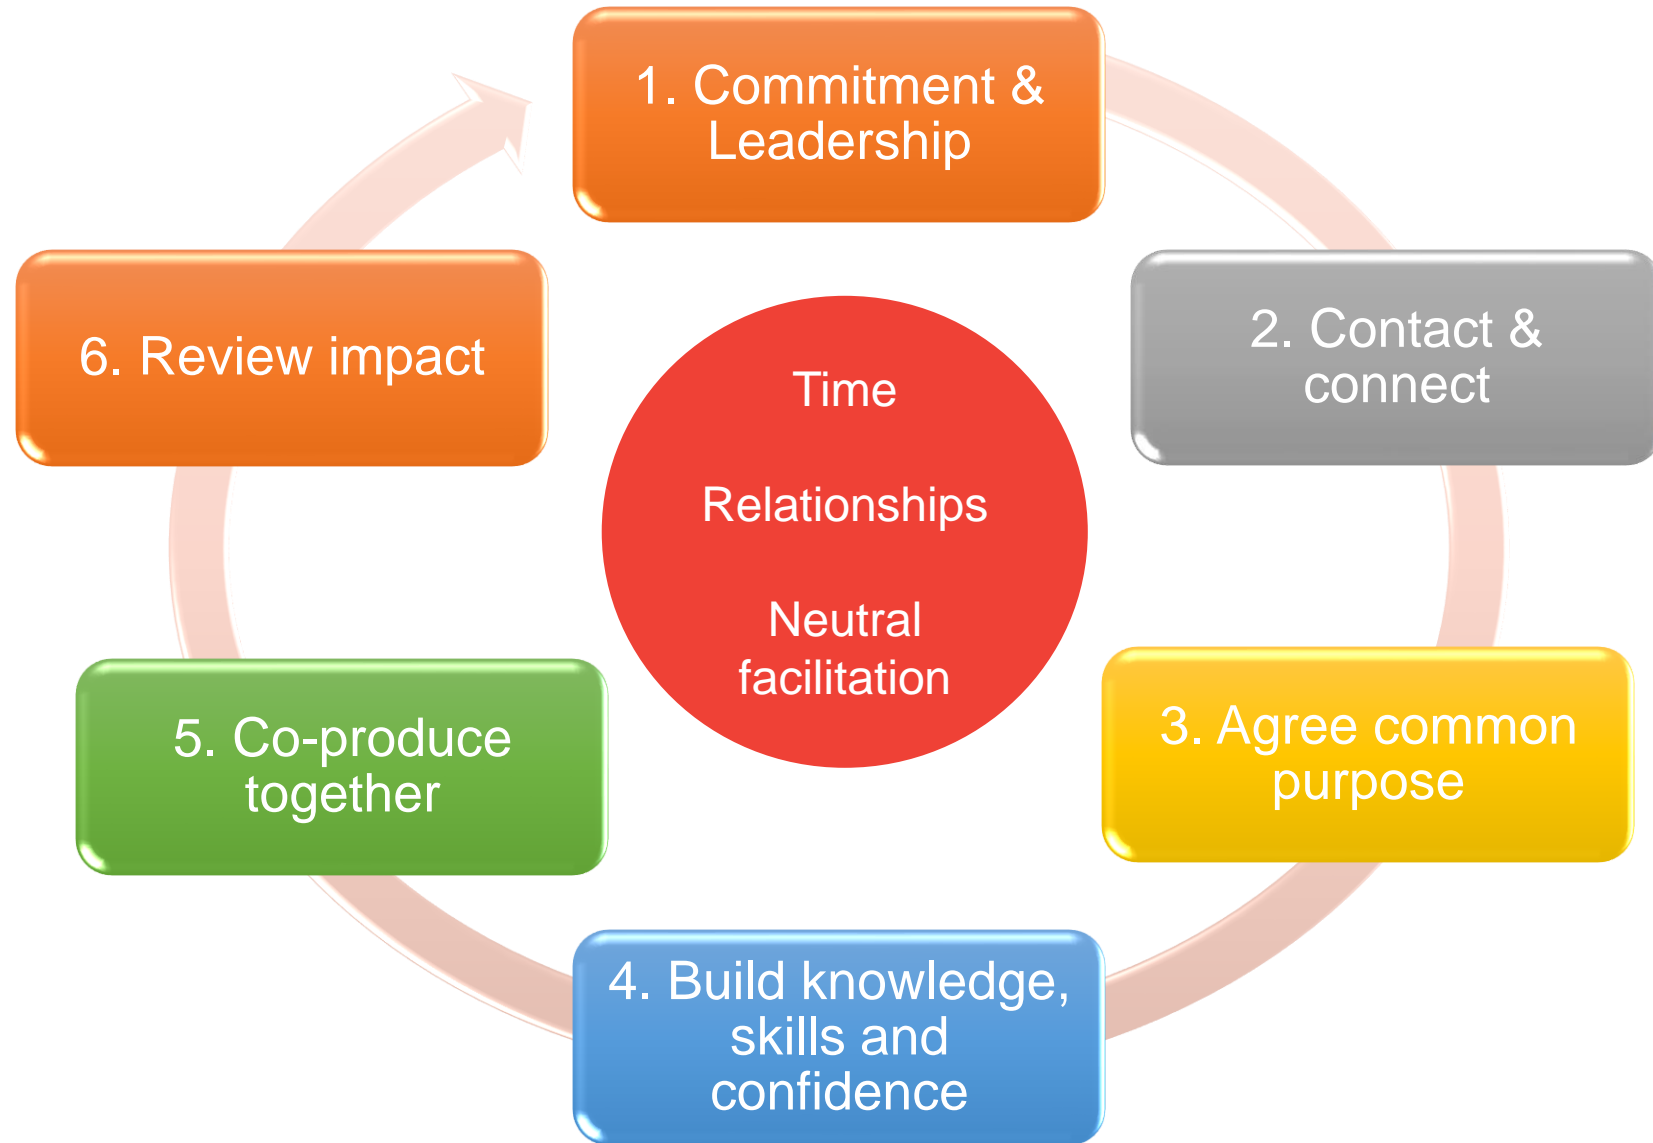 1. Commitment &
Leadership
2. Contact &
connect
3. Agree common
purpose
4. Build knowledge,
skills and
confidence
5. Co-produce
together
6. Review impact
Time
Relationships
Neutral
facilitation